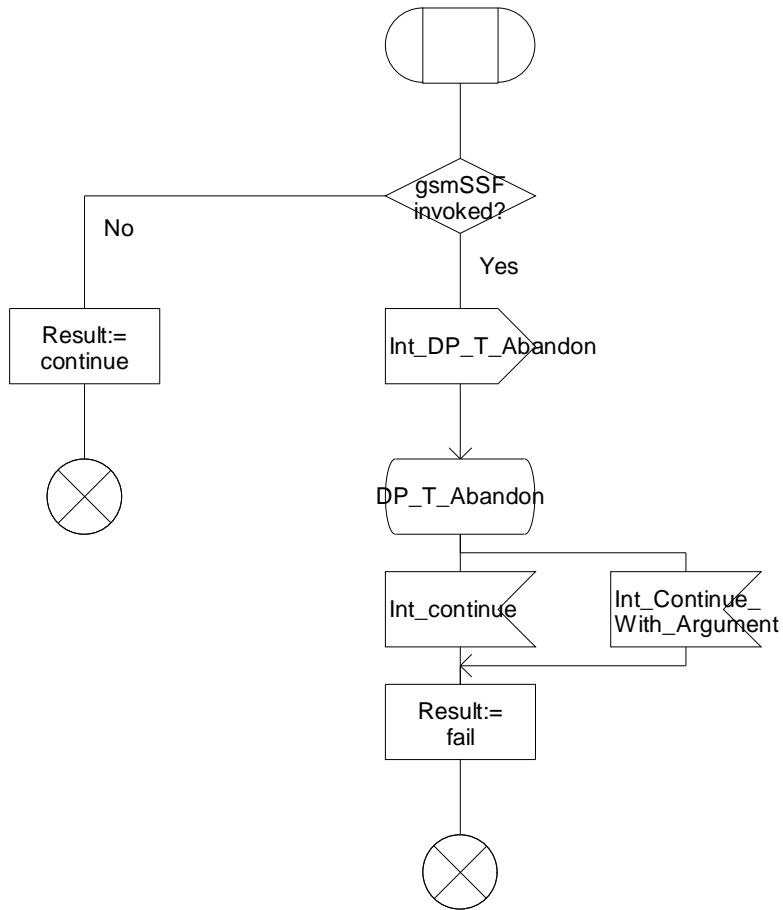 gsmSSF
invoked?
No
Yes
Result:=
continue
Int_DP_T_Abandon
DP_T_Abandon
Int_continue
Int_Continue_
With_Argument
Result:=
fail